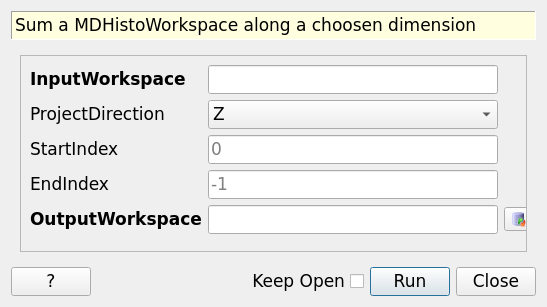 Sum a MDHistoWorkspace along a choosen dimension
InputWorkspace
ProjectDirection Z
StartIndex 0
EndIndex -1
OutputWorkspace
? Keep Open Run Close